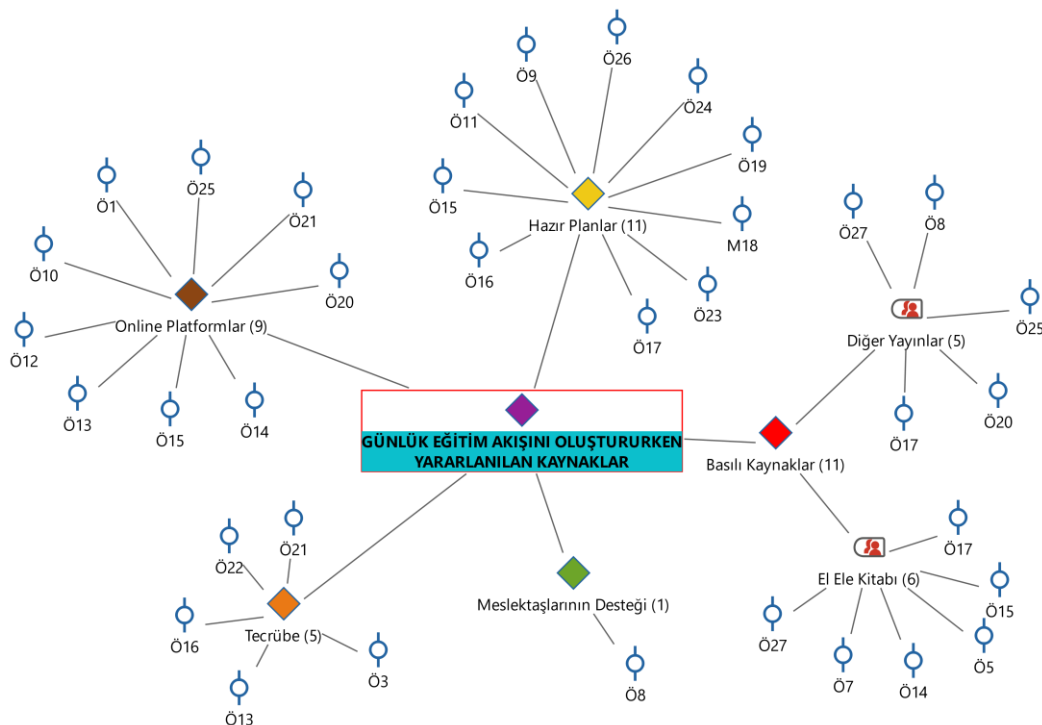 Ö26
Ö9
Ö24
Ö11
Ö19
Ö25
Ö1
Ö21
Ö15
Hazır Planlar (11)
M18
Ö27
Ö8
Ö10
Ö20
Ö16
Ö23
Online Platformlar (9)
Ö25
Ö12
Ö17
Diğer Yayınlar (5)
Ö13
Ö15
Ö14
Ö17
Ö20
GÜNLÜK EĞİTİM AKIŞINI OLUŞTURURKEN
YARARLANILAN KAYNAKLAR
Basılı Kaynaklar (11)
Ö21
Ö22
Ö17
El Ele Kitabı (6)
Meslektaşlarının Desteği (1)
Ö15
Ö16
Tecrübe (5)
Ö27
Ö5
Ö3
Ö7
Ö14
Ö8
Ö13